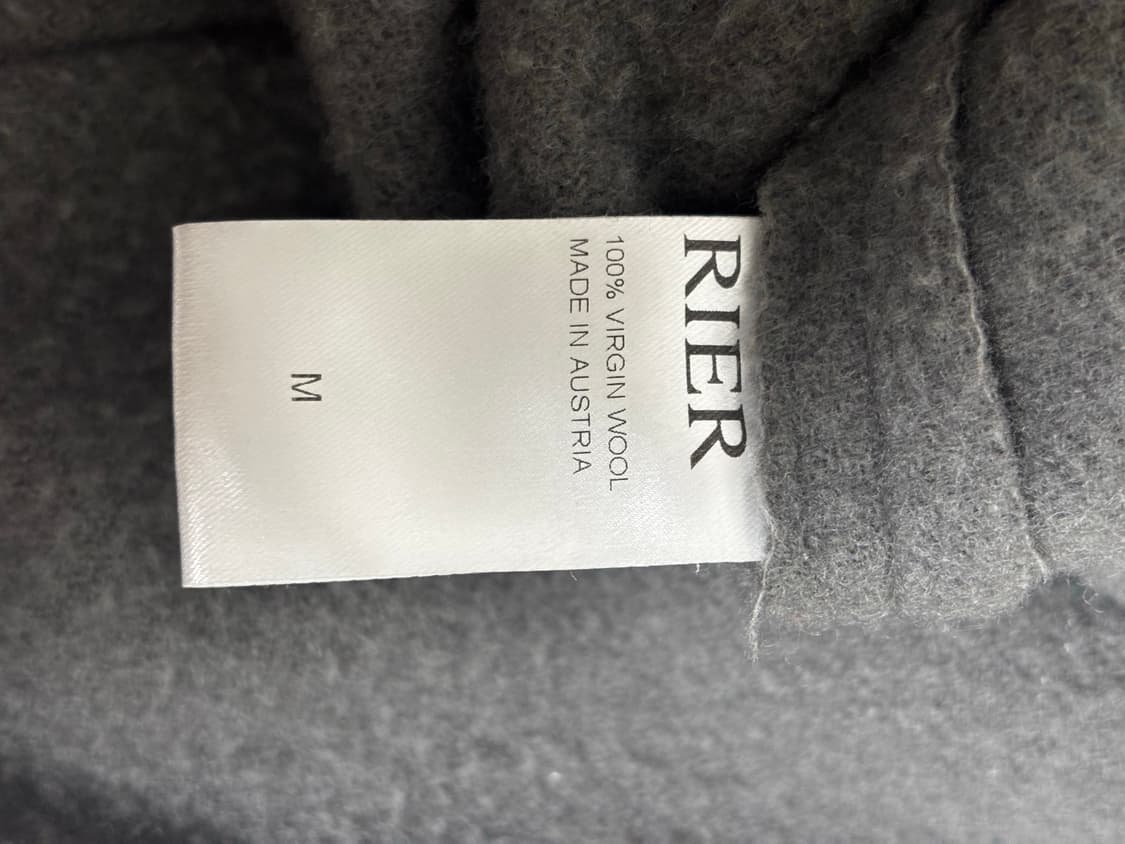 RIER
100% VIRGIN WOOL
MADE IN AUSTRIA
M